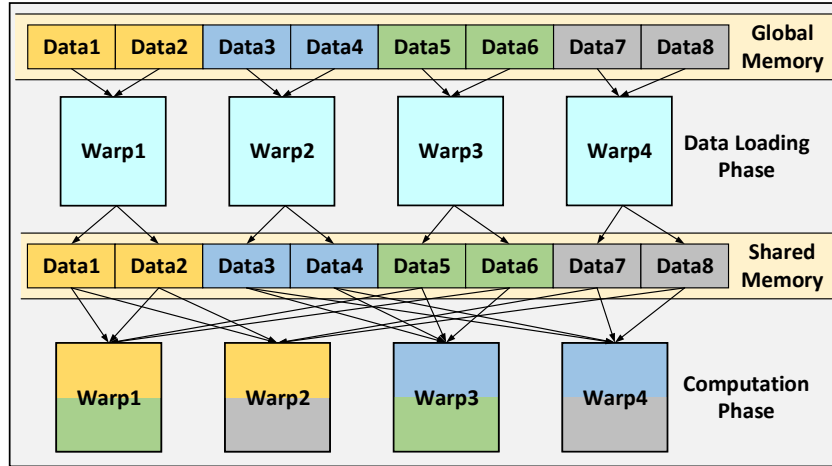 Data1 Data2 Data3 Data4 Data5 Data6 Data7 Data8
Global
Memory
Warp1 Warp2 Warp3 Warp4
Data Loading
Phase
Data1 Data2 Data3 Data4 Data5 Data6 Data7 Data8
Shared
Memory
Warp1 Warp2 Warp3 Warp4
Computation
Phase